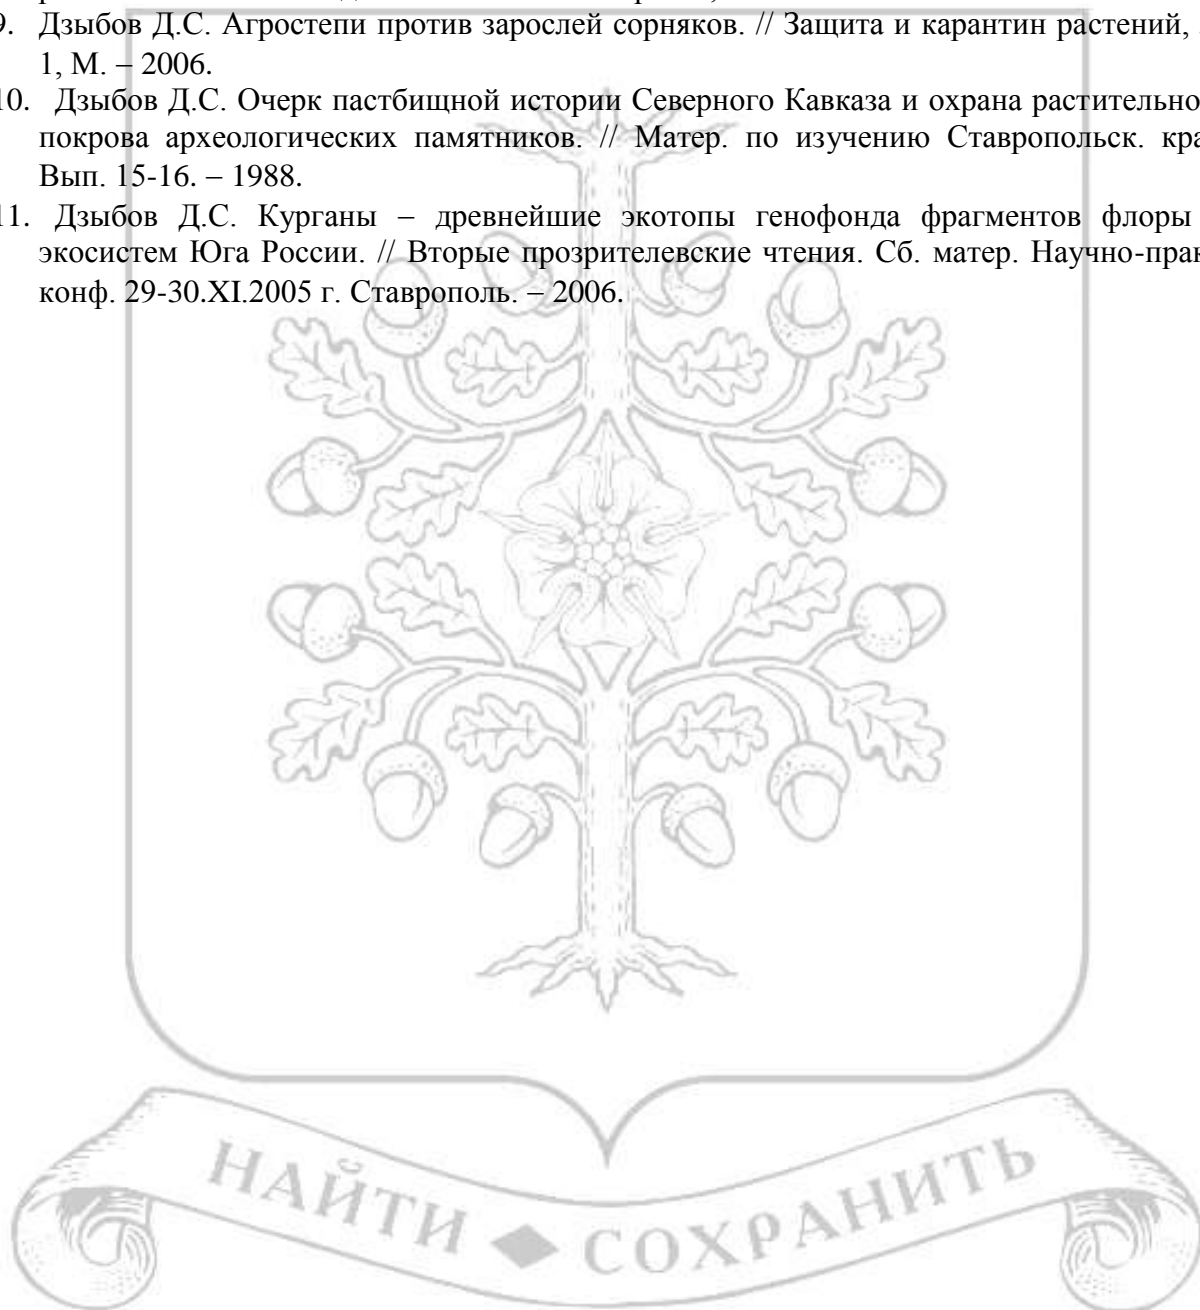 9. Дзыбов Д.С. Агростепи против зарослей сорняков. // Защита и карантин растений,
1, М. – 2006.
10. Дзыбов Д.С. Очерк пастбищной истории Северного Кавказа и охрана растительно
покрова археологических памятников. // Матер. по изучению Ставропольск. кра
Вып. 15-16. – 1988.
11. Дзыбов Д.С. Курганы – древнейшие экотопы генофонда фрагментов флоры
экосистем Юга России. // Вторые прозрителевские чтения. Сб. матер. Научно-прак
конф. 29-30.XI.2005 г. Ставрополь. – 2006.
НАЙТИ ◆ СОХРАНИТЬ